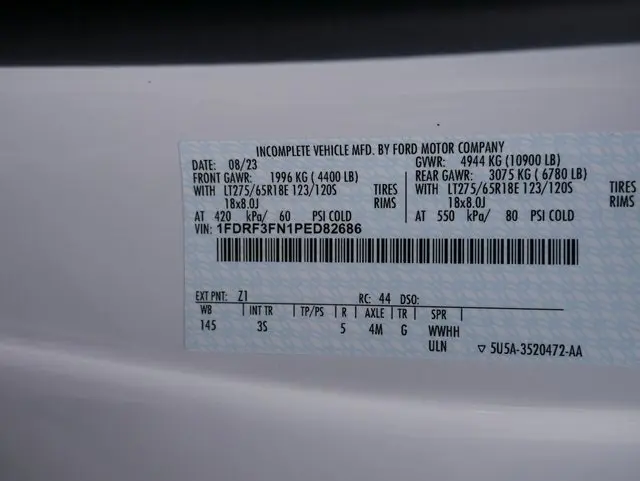 INCOMPLETE VEHICLE MFD. BY FORD MOTOR COMPANY
DATE: 08/23 GVWR: 4944 KG (10900 LB)
FRONT GAWR: 1996 KG ( 4400 LB) REAR GAWR: 3075 KG ( 6780 LB)
WITH LT275/65R18E 123/120S TIRES WITH LT275/65R18E 123/120S TIRES
18x8.0J RIMS 18x8.0J RIMS
AT 420 kPa/ 60 PSI COLD AT 550 kPa/ 80 PSI COLD
VIN: 1FDRF3FN1PED82686
EXT PNT: Z1 RC: 44 DSO:
WB INT TR TP/PS R AXLE TR SPR
145 3S 5 4M G WWHH
ULN ▽ 5U5A-3520472-AA